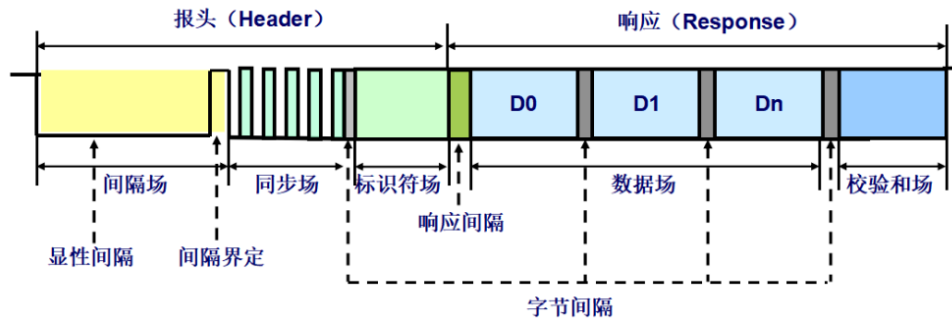 报头（Header）
响应（Response）
D0
D1
Dn
间隔场
同步场
标识符场
数据场
校验和场
响应间隔
显性间隔
间隔界定
字节间隔